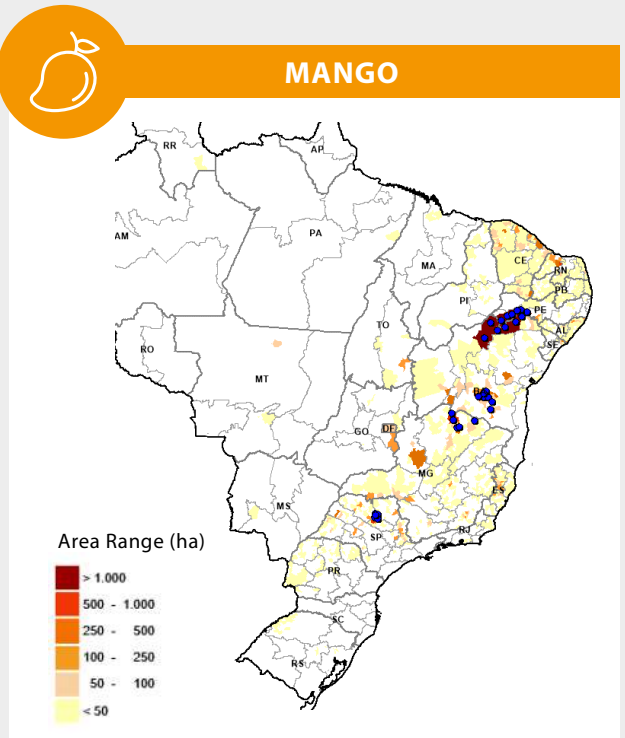 MANGO
RR
AP
AM
PA
MA
CE
RN
PB
PI
PE
AL
SE
TO
RO
MT
BA
GO
DF
MG
ES
MS
SP
RJ
PR
SC
RS
Area Range (ha)
> 1.000
500 - 1.000
250 - 500
100 - 250
50 - 100
< 50